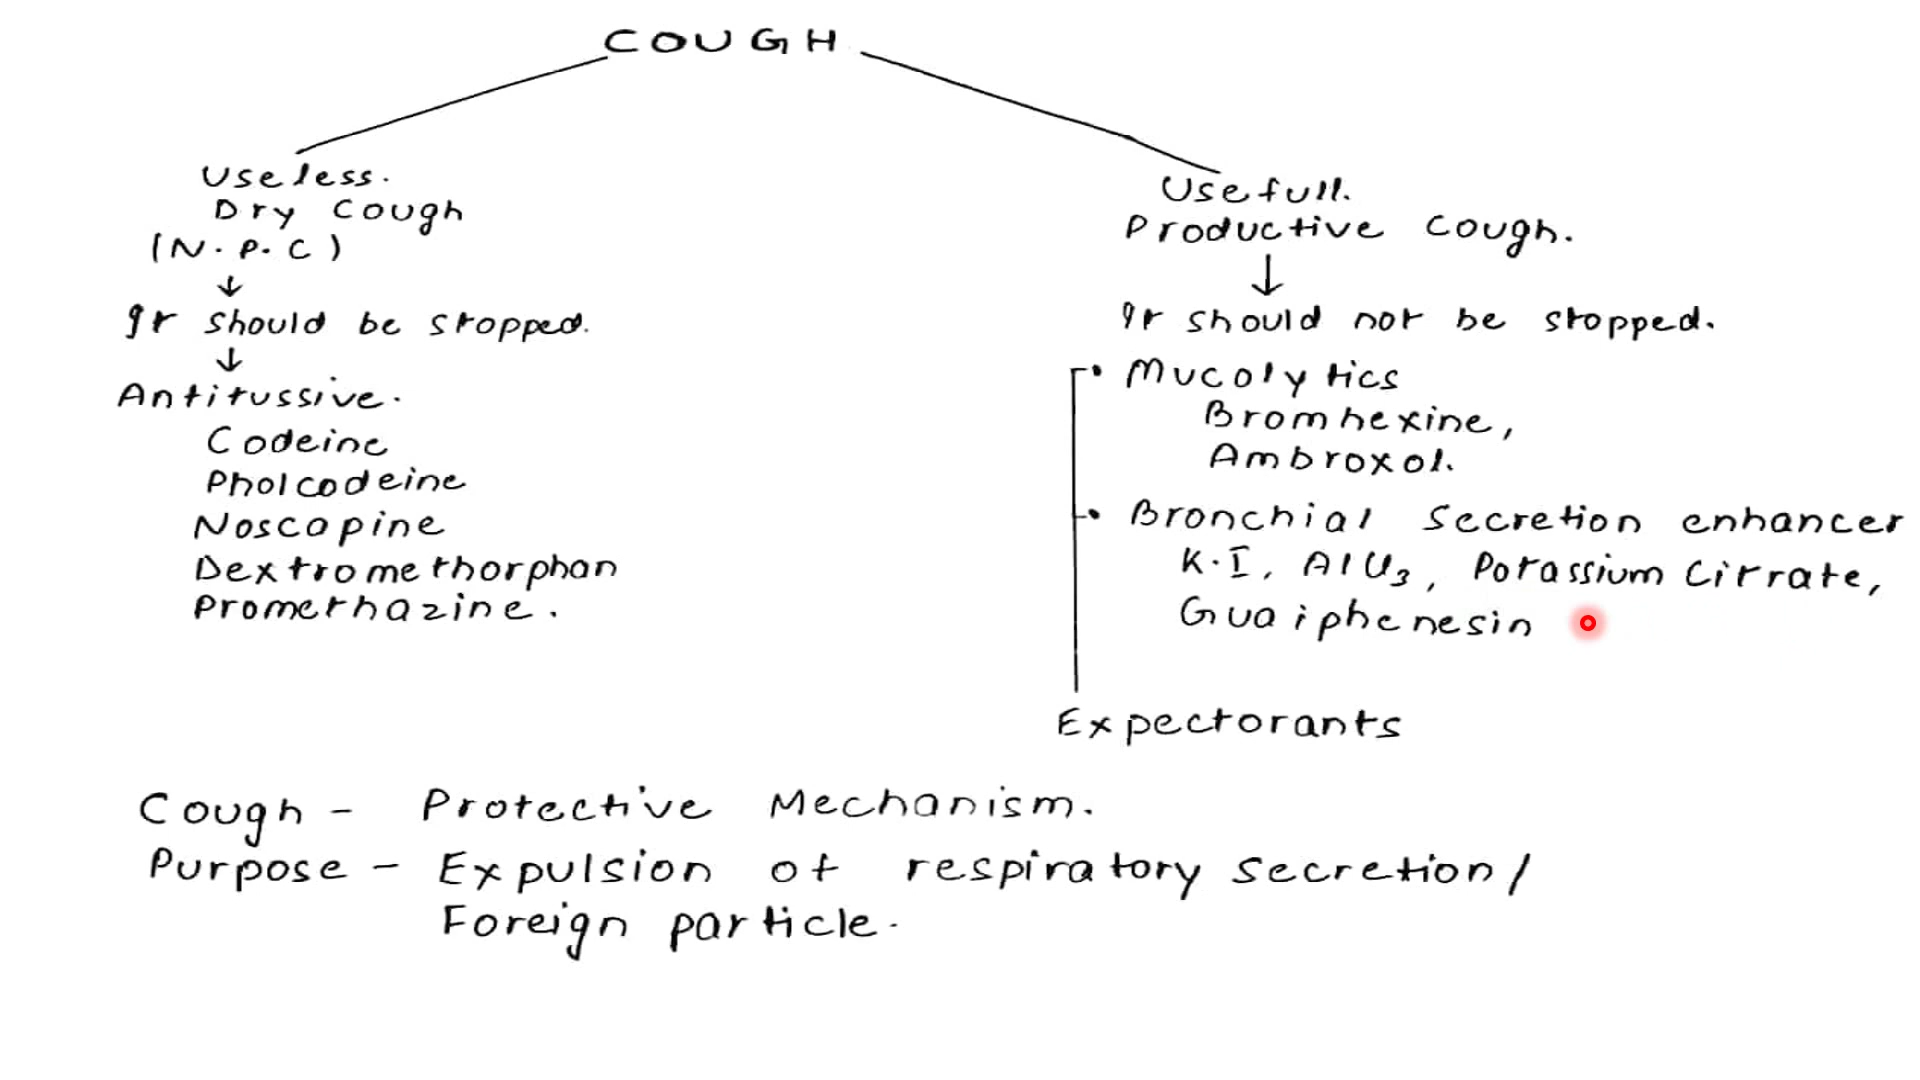 COUGH
Useless.
Dry Cough
(N.P.C)
↓
It should be stopped.
↓
Antitussive.
Codeine
Pholcodeine
Noscapine
Dextromethorphan
Promethazine.
Usefull.
Productive Cough.
↓
It should not be stopped.
• Mucolytics
Bromhexine,
Ambroxol.
• Bronchial Secretion enhancer
K.I, AlCl3, Potassium Citrate,
Guaiphenesin
Expectorants
Cough - Protective Mechanism.
Purpose - Expulsion of respiratory secretion/
Foreign particle.